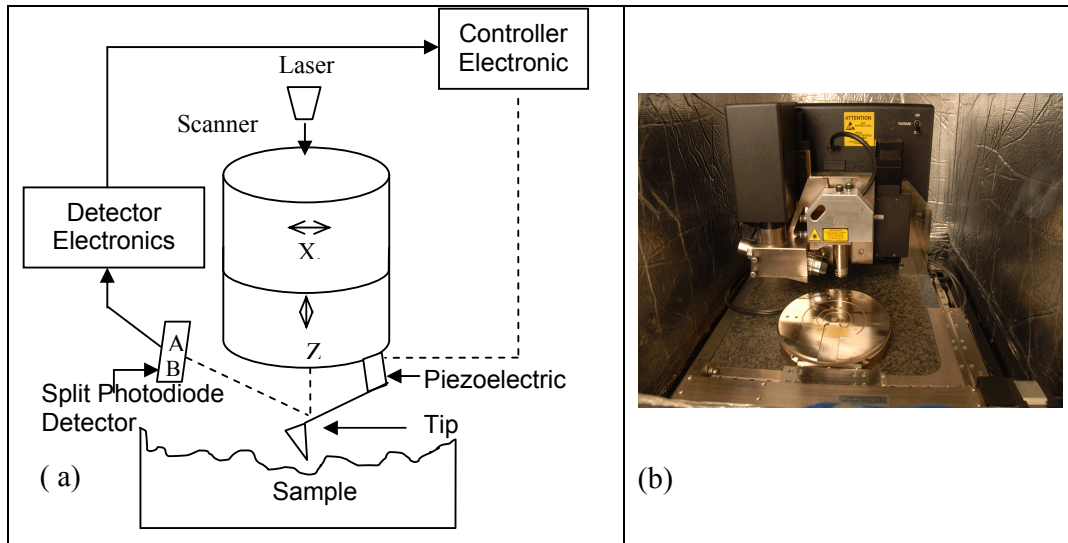 Controller
Electronic
Laser
Scanner
Detector
Electronics
X.
Z
A
B
Piezoelectric
Split Photodiode
Detector
Tip
Sample
( a)
ATTENTION
(b)